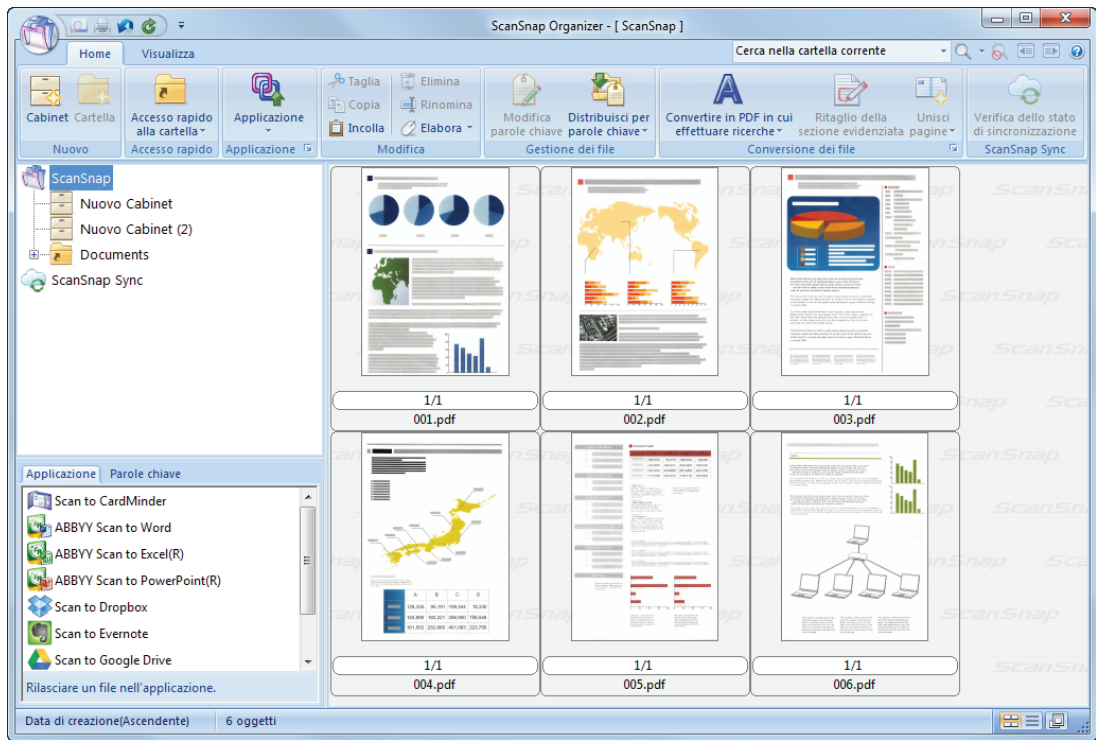 ScanSnap Organizer - [ ScanSnap ]
Home
Visualizza
Cerca nella cartella corrente
Cabinet
Cartella
Accesso rapido
alla cartella
Applicazione
Taglia
Copia
Incolla
Elimina
Rinomina
Elabora
Modifica
parole chiave
Distribuisci per
parole chiave
Convertire in PDF in cui
effettuare ricerche
Ritaglio della
sezione evidenziata
Unisci
pagine
Verifica dello stato
di sincronizzazione
Nuovo
Accesso rapido
Applicazione
Modifica
Gestione dei file
Conversione dei file
ScanSnap Sync
ScanSnap
Nuovo Cabinet
Nuovo Cabinet (2)
Documents
ScanSnap Sync
1/1
001.pdf
1/1
002.pdf
1/1
003.pdf
1/1
004.pdf
1/1
005.pdf
1/1
006.pdf
Applicazione
Parole chiave
Scan to CardMinder
ABBYY Scan to Word
ABBYY Scan to Excel(R)
ABBYY Scan to PowerPoint(R)
Scan to Dropbox
Scan to Evernote
Scan to Google Drive
Rilasciare un file nell'applicazione.
Data di creazione(Ascendente)
6 oggetti